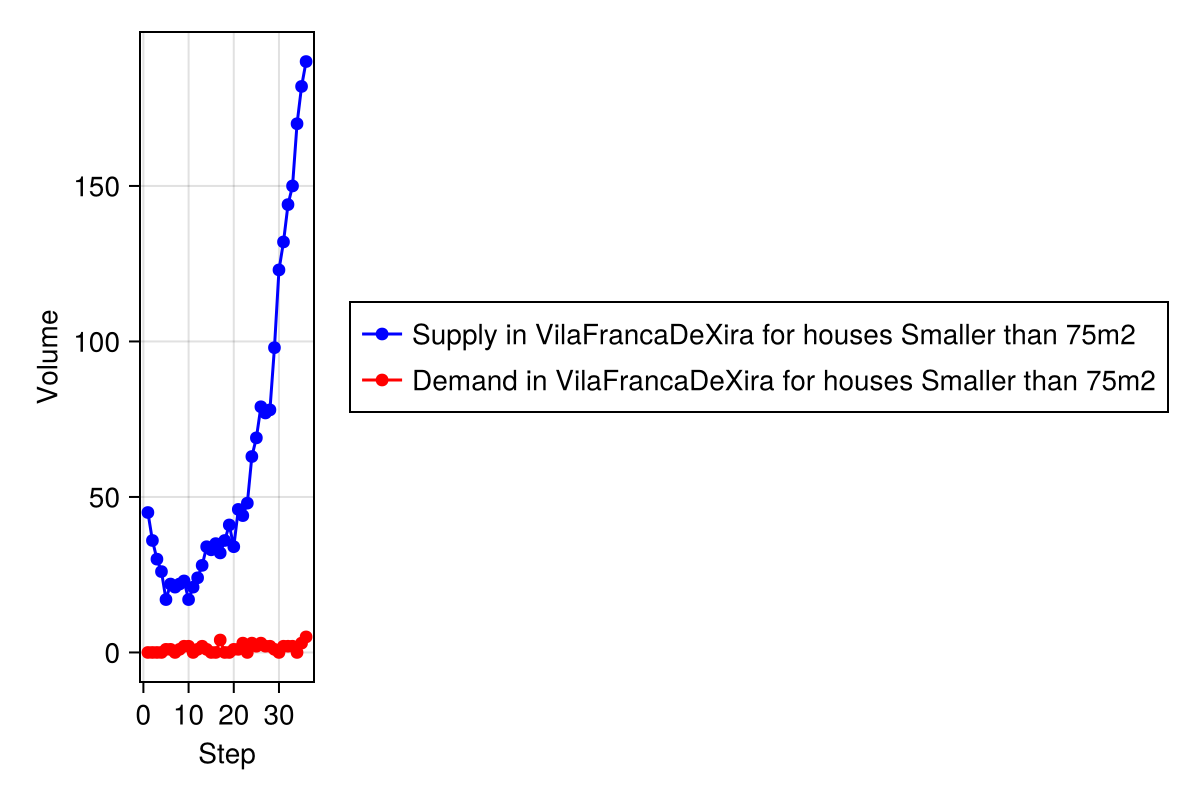 Volume
150
100
50
0
0 10 20 30
Step
Supply in VilaFrancaDeXira for houses Smaller than 75m2
Demand in VilaFrancaDeXira for houses Smaller than 75m2